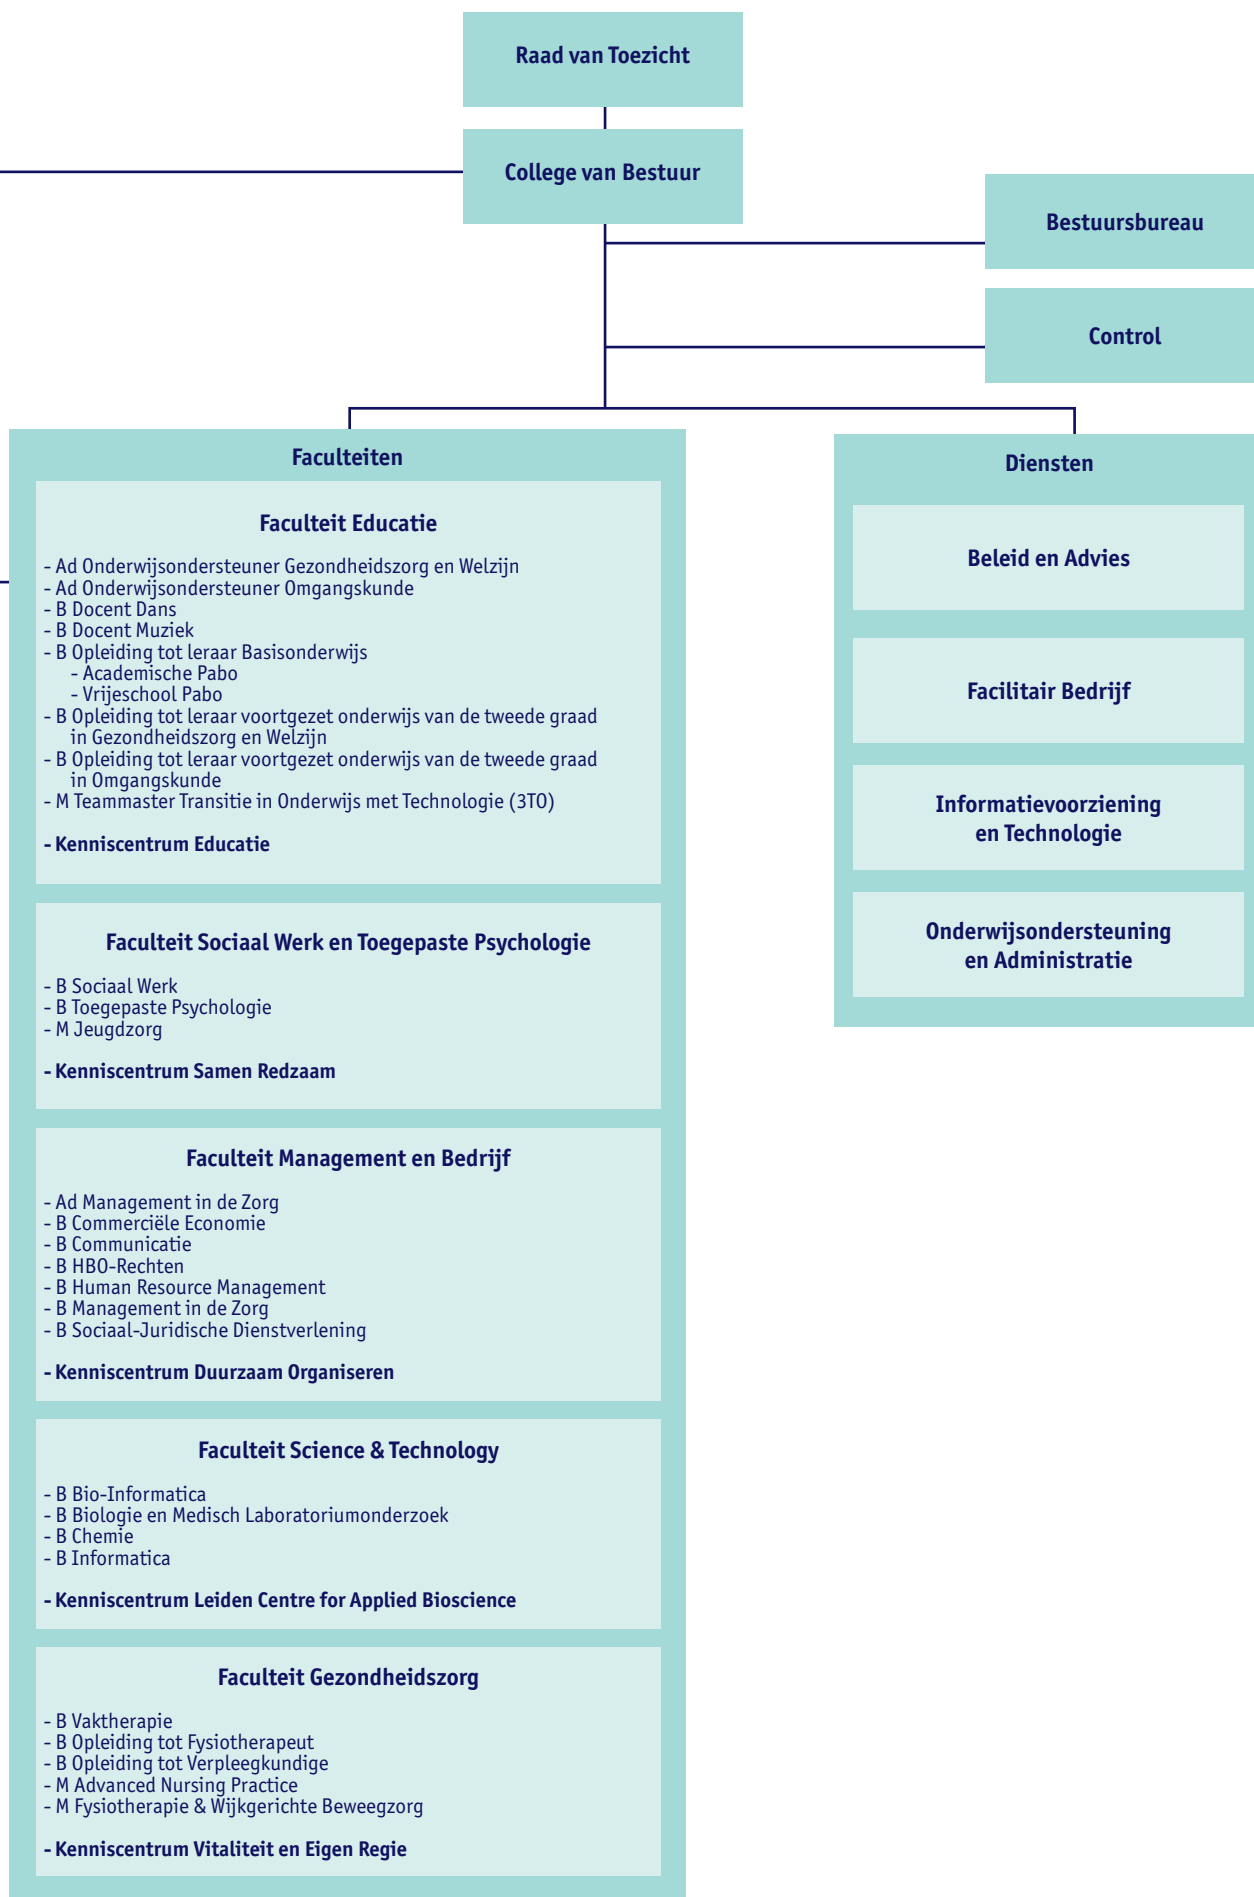 Raad van Toezicht
College van Bestuur
Bestuursbureau
Control
Faculteiten
Faculteit Educatie
- Ad Onderwijsondersteuner Gezondheidszorg en Welzijn
- Ad Onderwijsondersteuner Omgangskunde
- B Docent Dans
- B Docent Muziek
- B Opleiding tot leraar Basisonderwijs
- Academische Pabo
- Vrijeschool Pabo
- B Opleiding tot leraar voortgezet onderwijs van de tweede graad
in Gezondheidszorg en Welzijn
- B Opleiding tot leraar voortgezet onderwijs van de tweede graad
in Omgangskunde
- M Teammaster Transitie in Onderwijs met Technologie (3TO)
- Kenniscentrum Educatie
Faculteit Sociaal Werk en Toegepaste Psychologie
- B Sociaal Werk
- B Toegepaste Psychologie
- M Jeugdzorg
- Kenniscentrum Samen Redzaam
Faculteit Management en Bedrijf
- Ad Management in de Zorg
- B Commerciële Economie
- B Communicatie
- B HBO-Rechten
- B Human Resource Management
- B Management in de Zorg
- B Sociaal-Juridische Dienstverlening
- Kenniscentrum Duurzaam Organiseren
Faculteit Science & Technology
- B Bio-Informatica
- B Biologie en Medisch Laboratoriumonderzoek
- B Chemie
- B Informatica
- Kenniscentrum Leiden Centre for Applied Bioscience
Faculteit Gezondheidszorg
- B Vaktherapie
- B Opleiding tot Fysiotherapeut
- B Opleiding tot Verpleegkundige
- M Advanced Nursing Practice
- M Fysiotherapie & Wijkgerichte Beweegzorg
- Kenniscentrum Vitaliteit en Eigen Regie
Diensten
Beleid en Advies
Facilitair Bedrijf
Informatievoorziening
en Technologie
Onderwijsondersteuning
en Administratie